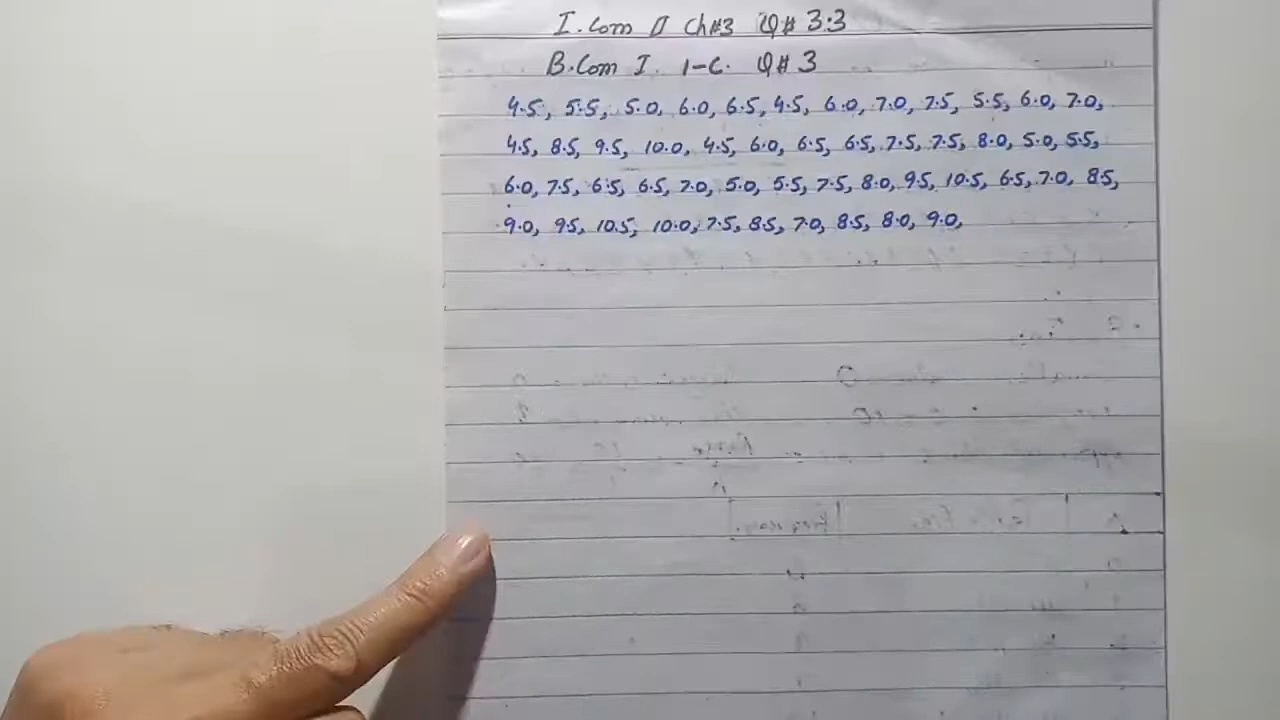 I.Com II Ch#3 Q# 3.3
B.Com I. 1-C. Q# 3
4.5, 5.5, 5.0, 6.0, 6.5, 4.5, 6.0, 7.0, 7.5, 5.5, 6.0, 7.0,
4.5, 8.5, 9.5, 10.0, 4.5, 6.0, 6.5, 6.5, 7.5, 7.5, 8.0, 5.0, 5.5,
6.0, 7.5, 6.5, 6.5, 7.0, 5.0, 5.5, 7.5, 8.0, 9.5, 10.5, 6.5, 7.0, 8.5,
9.0, 9.5, 10.5, 10.0, 7.5, 8.5, 7.0, 8.5, 8.0, 9.0,